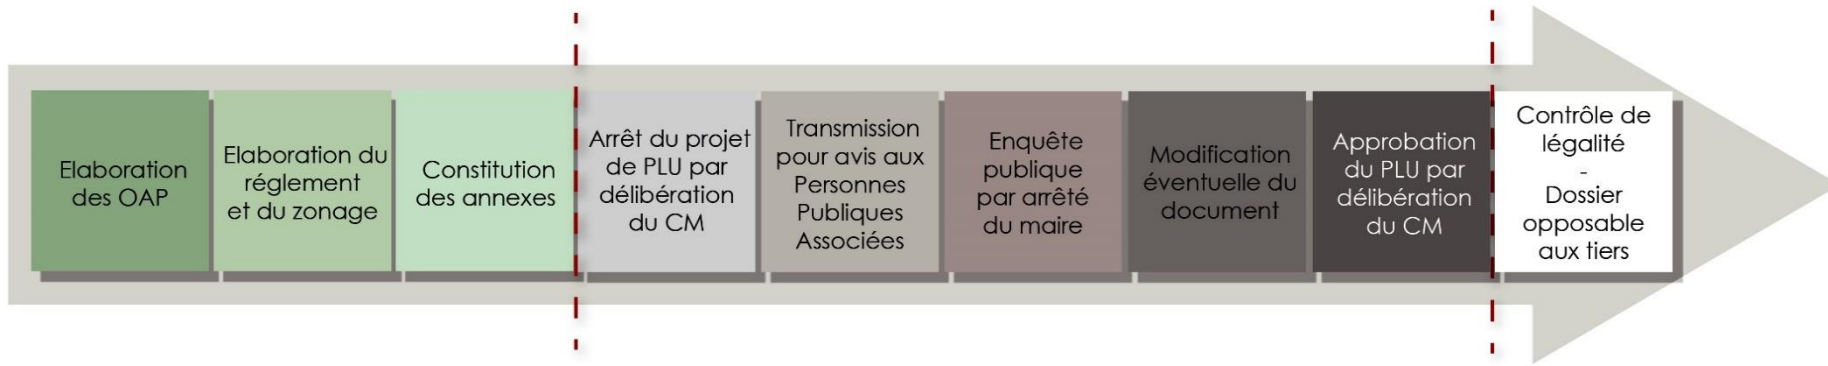 Elaboration
des OAP
Elaboration du
réglement
et du zonage
Constitution
des annexes
Arrêt du projet
de PLU par
délibération
du CM
Transmission
pour avis aux
Personnes
Publiques
Associées
Enquête
publique
par arrêté
du maire
Modification
éventuelle du
document
Approbation
du PLU par
délibération
du CM
Contrôle de
légalité
-
Dossier
opposable
aux tiers